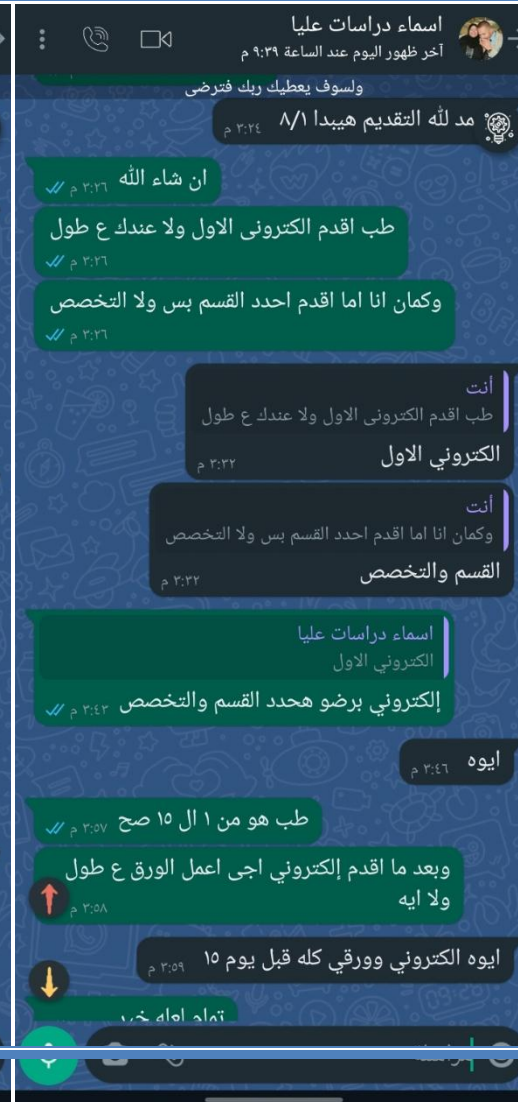 اسماء دراسات عليا
آخر ظهور اليوم عند الساعة ٩:٣٩ م
ولسوف يعطيك ربك فترضى
مد لله التقديم هيبدا ٨/١
٣:٢٤ م
ان شاء الله
٣:٢٦ م
طب اقدم الكترونى الاول ولا عندك ع طول
٣:٢٦ م
وكمان انا اما اقدم احدد القسم بس ولا التخصص
٣:٢٦ م
أنت
طب اقدم الكترونى الاول ولا عندك ع طول
الكتروني الاول
٣:٣٢ م
أنت
وكمان انا اما اقدم احدد القسم بس ولا التخصص
القسم والتخصص
٣:٣٢ م
اسماء دراسات عليا
الكتروني الاول
إلكتروني برضو هحدد القسم والتخصص
٣:٤٣ م
ايوه
٣:٤٦ م
طب هو من ١ ال ١٥ صح
٣:٥٧ م
وبعد ما اقدم إلكتروني اجى اعمل الورق ع طول
ولا ايه
٣:٥٨ م
ايوه الكتروني وورقي كله قبل يوم ١٥
٣:٥٩ م
تمام لعله خير